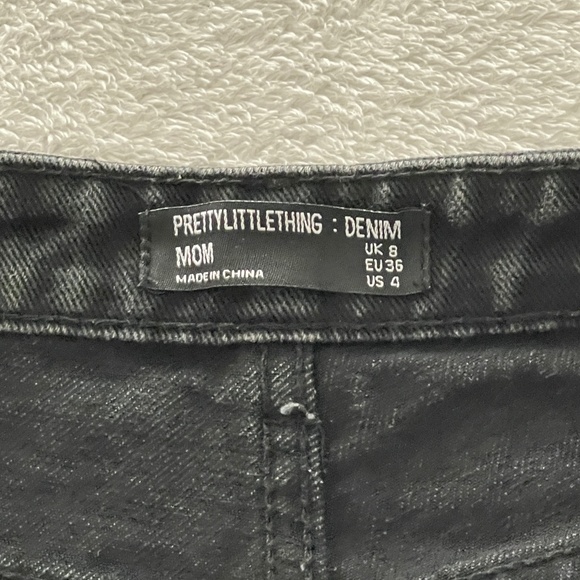 PRETTYLITTLETHING : DENIM
MOM
UK 8
EU 36
MADE IN CHINA
US 4